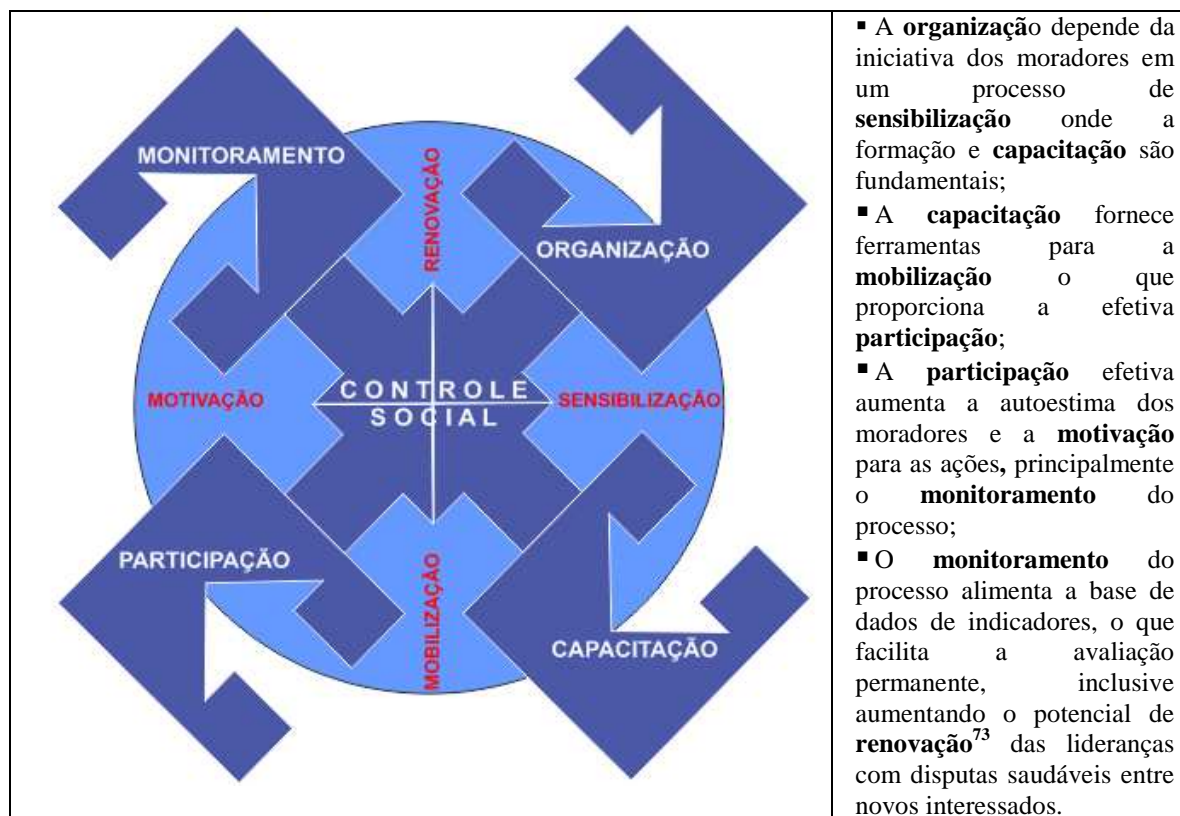 MONITORAMENTO
RENOVAÇÃO
ORGANIZAÇÃO
MOTIVAÇÃO
CONTROLE
SOCIAL
SENSIBILIZAÇÃO
PARTICIPAÇÃO
MOBILIZAÇÃO
CAPACITAÇÃO
▪ A organização depende da
iniciativa dos moradores em
um processo de
sensibilização onde a
formação e capacitação são
fundamentais;
▪ A capacitação fornece
ferramentas para a
mobilização o que
proporciona a efetiva
participação;
▪ A participação efetiva
aumenta a autoestima dos
moradores e a motivação
para as ações, principalmente
o monitoramento do
processo;
▪ O monitoramento do
processo alimenta a base de
dados de indicadores, o que
facilita a avaliação
permanente, inclusive
aumentando o potencial de
renovação73 das lideranças
com disputas saudáveis entre
novos interessados.